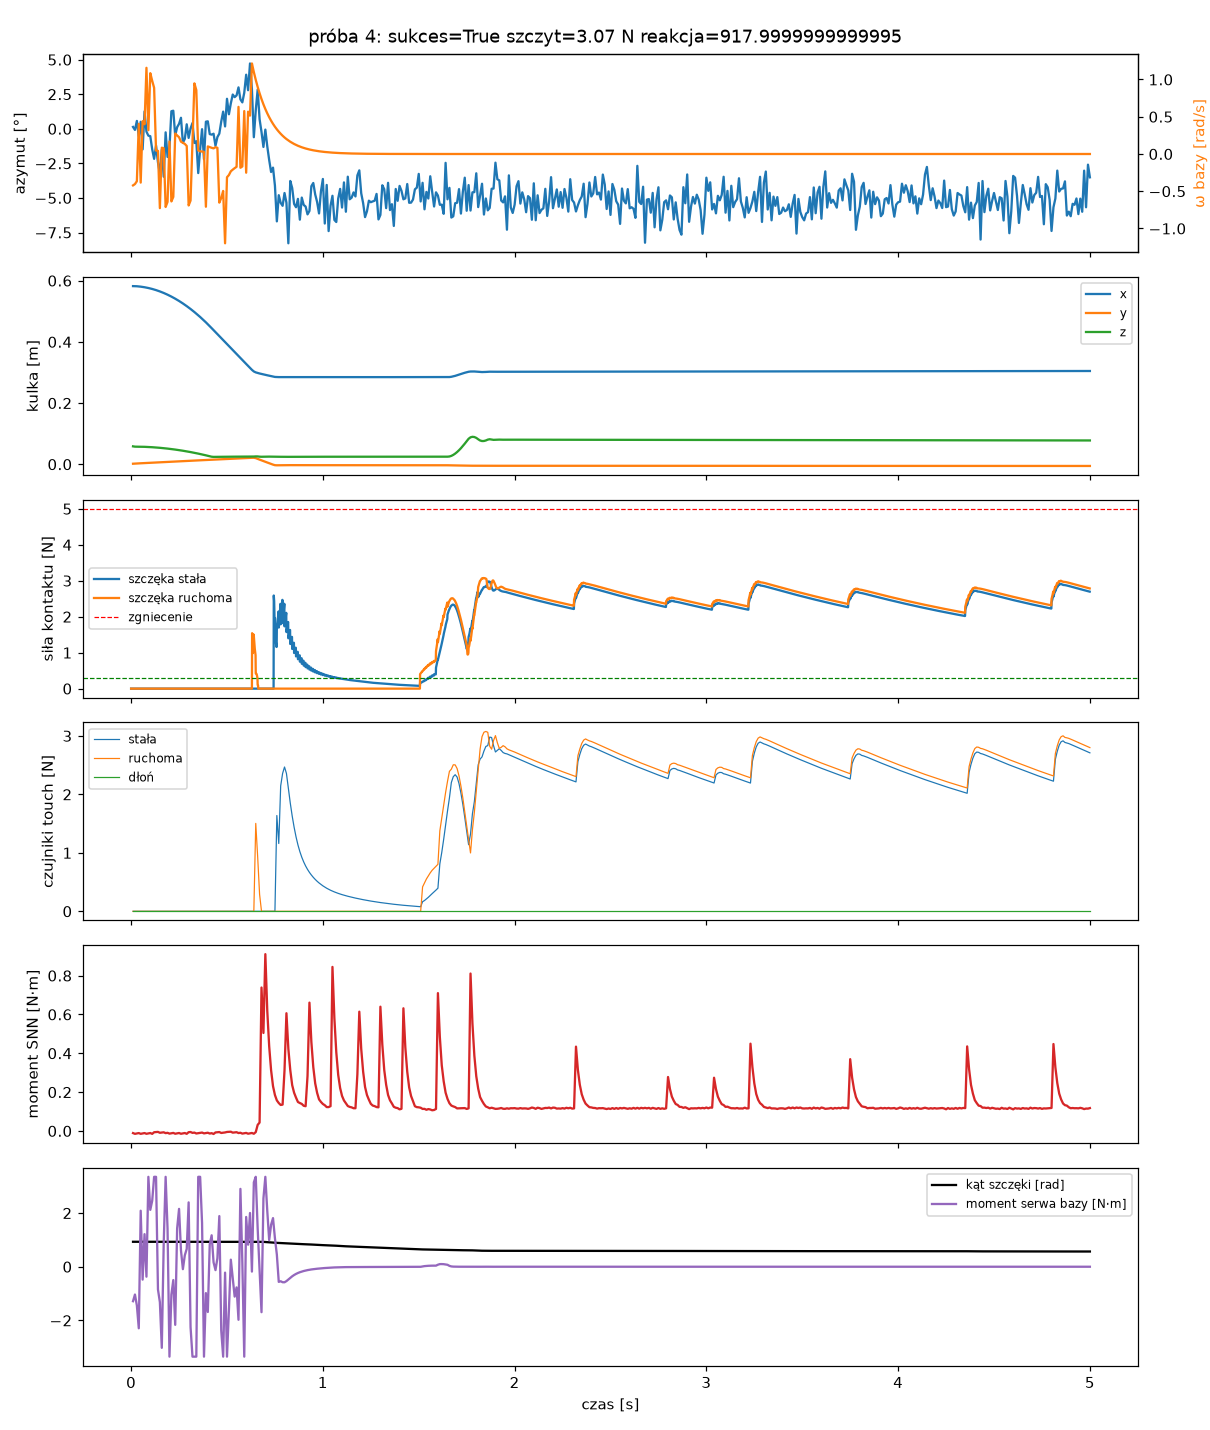 próba 4: sukces=True szczyt=3.07 N reakcja=917.9999999999995
azymut [°]
5.0
2.5
0.0
−2.5
−5.0
−7.5
ω bazy [rad/s]
1.0
0.5
0.0
−0.5
−1.0
kulka [m]
0.6
0.4
0.2
0.0
x
y
z
siła kontaktu [N]
5
4
3
2
1
0
szczęka stała
szczęka ruchoma
zgniecenie
czujniki touch [N]
3
2
1
0
stała
ruchoma
dłoń
moment SNN [N·m]
0.8
0.6
0.4
0.2
0.0
2
0
−2
kąt szczęki [rad]
moment serwa bazy [N·m]
0
1
2
3
4
5
czas [s]